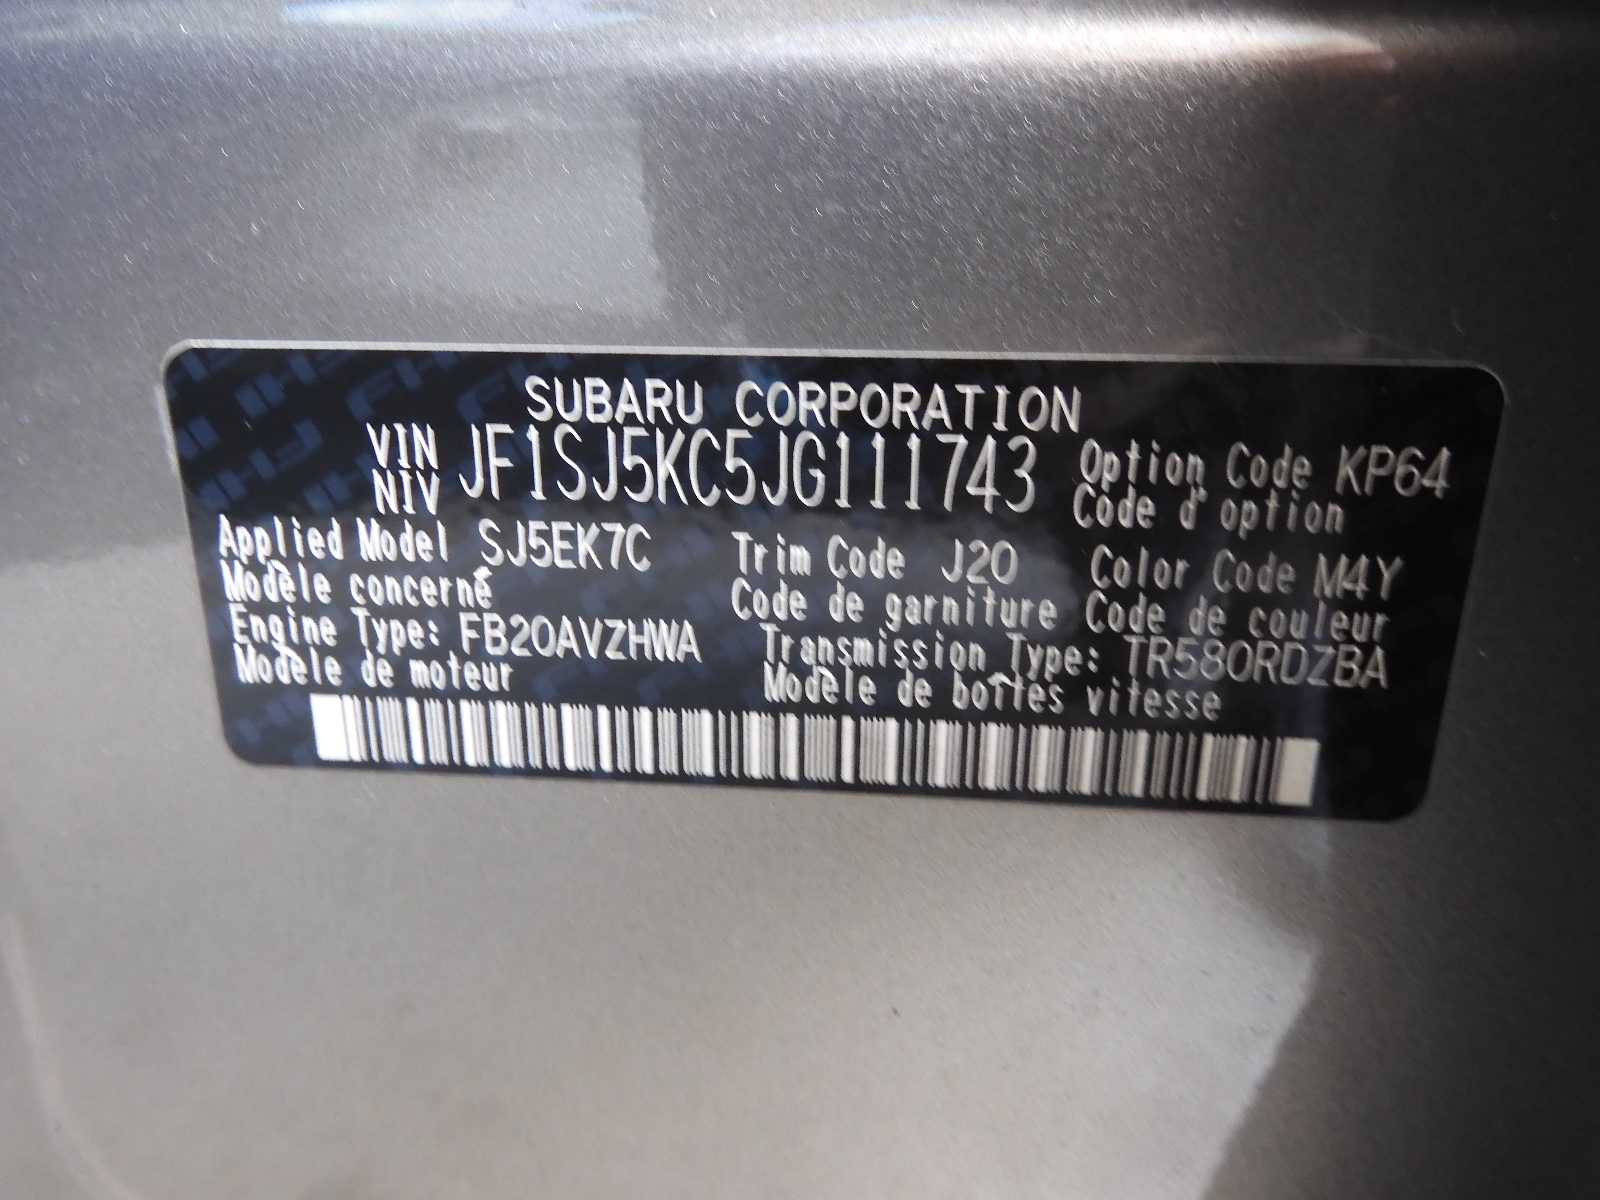 SUBARU CORPORATION
VIN JF1SJ5KC5JG111743 Option Code KP64
NIV Code d'option
Applied Model SJ5EK7C Trim Code J20 Color Code M4Y
Modèle concerné Code de garniture Code de couleur
Engine Type: FB20AVZHWA Transmission Type: TR580RDZBA
Modèle de moteur Modèle de boîtes vitesse